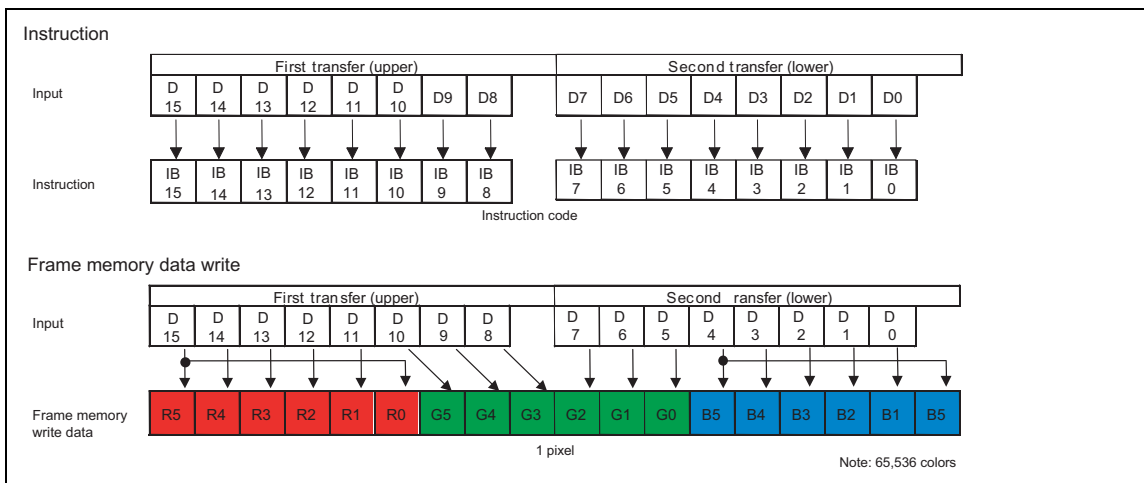 Instruction
First transfer (upper) Second transfer (lower)
Input D 15 D 14 D 13 D 12 D 11 D 10 D9 D8 D7 D6 D5 D4 D3 D2 D1 D0
Instruction IB 15 IB 14 IB 13 IB 12 IB 11 IB 10 IB 9 IB 8 IB 7 IB 6 IB 5 IB 4 IB 3 IB 2 IB 1 IB 0
Instruction code
Frame memory data write
First transfer (upper) Second ransfer (lower)
Input D 15 D 14 D 13 D 12 D 11 D 10 D 9 D 8 D 7 D 6 D 5 D 4 D 3 D 2 D 1 D 0
Frame memory write data R5 R4 R3 R2 R1 R0 G5 G4 G3 G2 G1 G0 B5 B4 B3 B2 B1 B5
1 pixel
Note: 65,536 colors